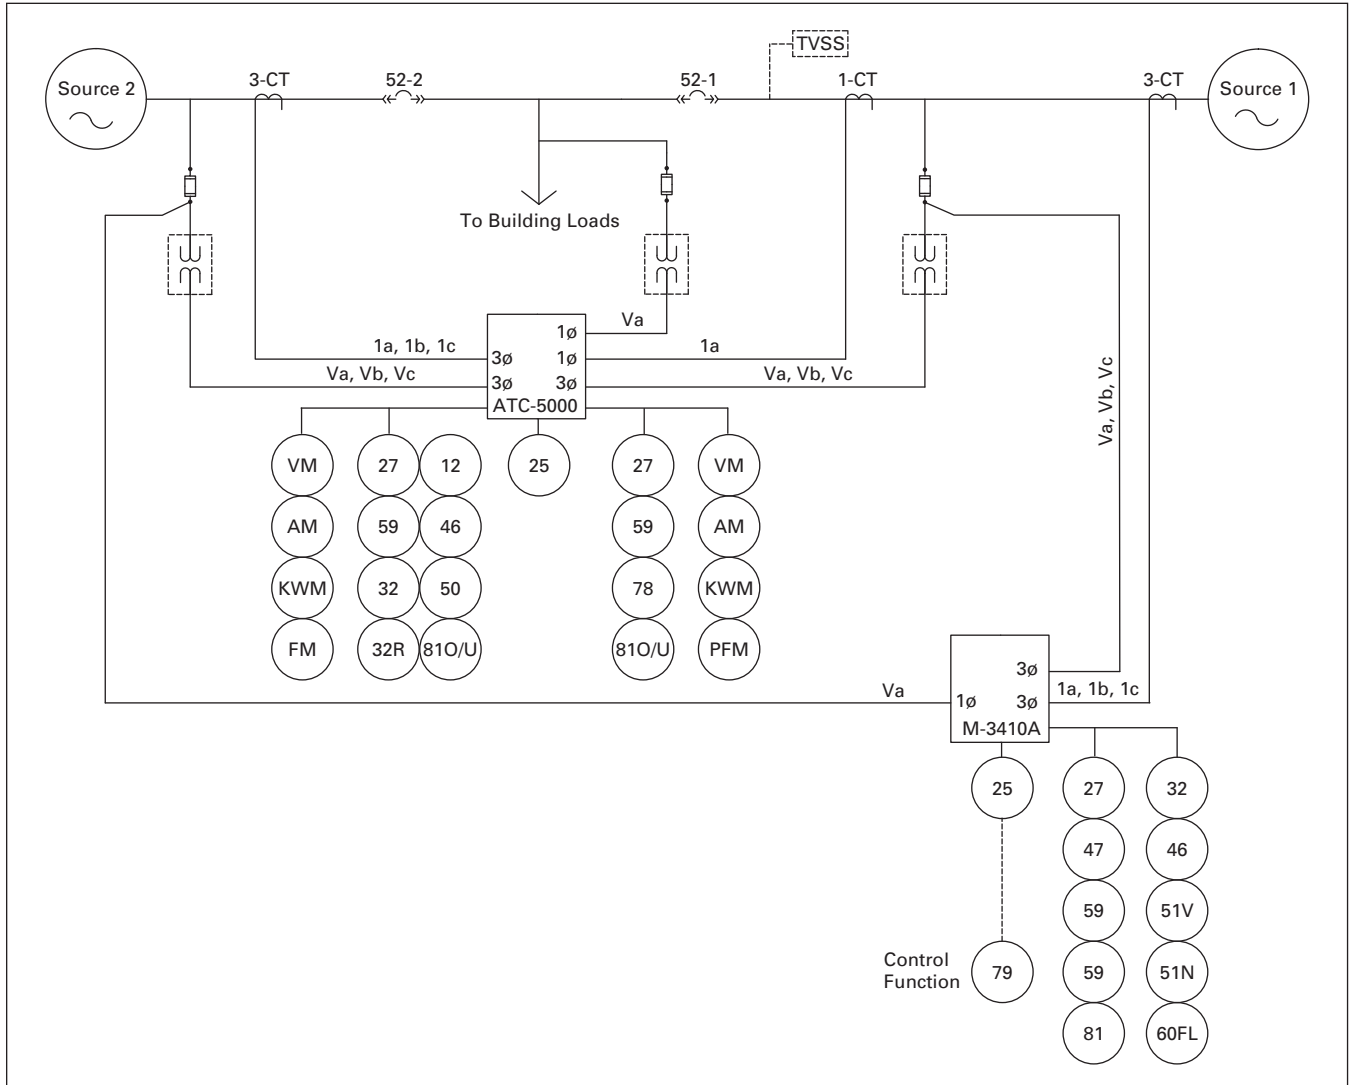 TVSS
Source 2
3-CT
52-2
52-1
1-CT
3-CT
Source 1
To Building Loads
Va
1ø
1a, 1b, 1c
3ø
1ø
1a
Va, Vb, Vc
3ø
3ø
Va, Vb, Vc
ATC-5000
Va, Vb, Vc
VM
27
12
25
27
VM
AM
59
46
59
AM
KWM
32
50
78
KWM
FM
32R
81O/U
81O/U
PFM
3ø
Va
1ø
3ø
1a, 1b, 1c
M-3410A
25
27
32
47
46
59
51V
Control
Function
79
59
51N
81
60FL